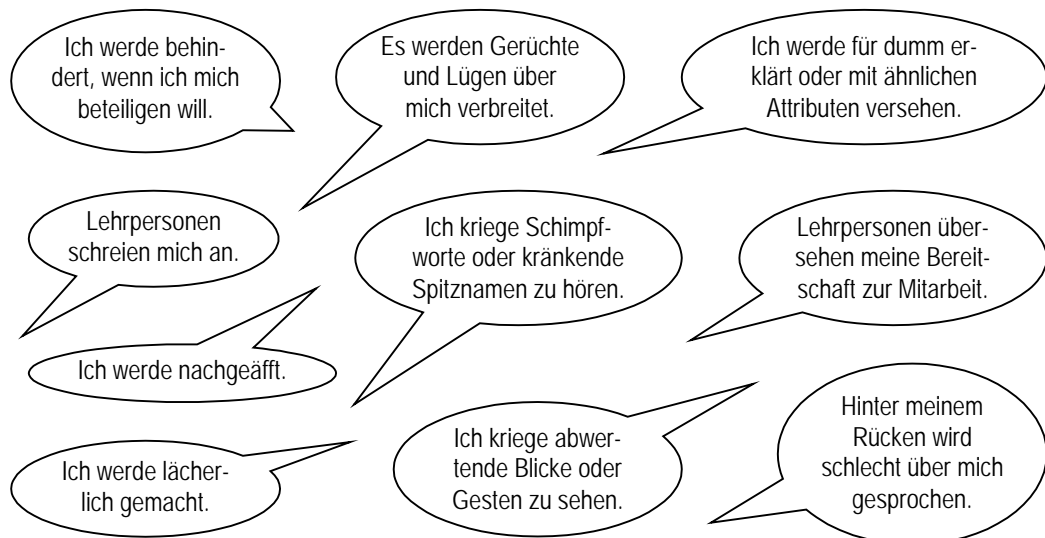 Ich werde behin-
dert, wenn ich mich
beteiligen will.
Es werden Gerüchte
und Lügen über
mich verbreitet.
Ich werde für dumm er-
klärt oder mit ähnlichen
Attributen versehen.
Lehrpersonen
schreien mich an.
Ich kriege Schimpf-
worte oder kränkende
Spitznamen zu hören.
Lehrpersonen über-
sehen meine Bereit-
schaft zur Mitarbeit.
Ich werde nachgeäfft.
Ich werde lächer-
lich gemacht.
Ich kriege abwer-
tende Blicke oder
Gesten zu sehen.
Hinter meinem
Rücken wird
schlecht über mich
gesprochen.